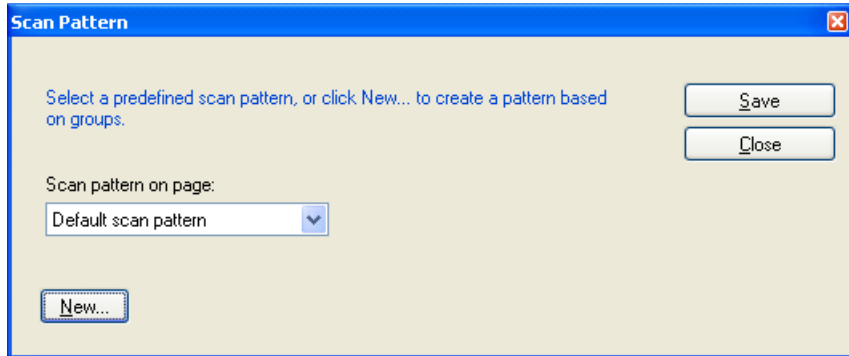 Scan Pattern
Select a predefined scan pattern, or click New... to create a pattern based
on groups.
Save
Close
Scan pattern on page:
Default scan pattern
New...